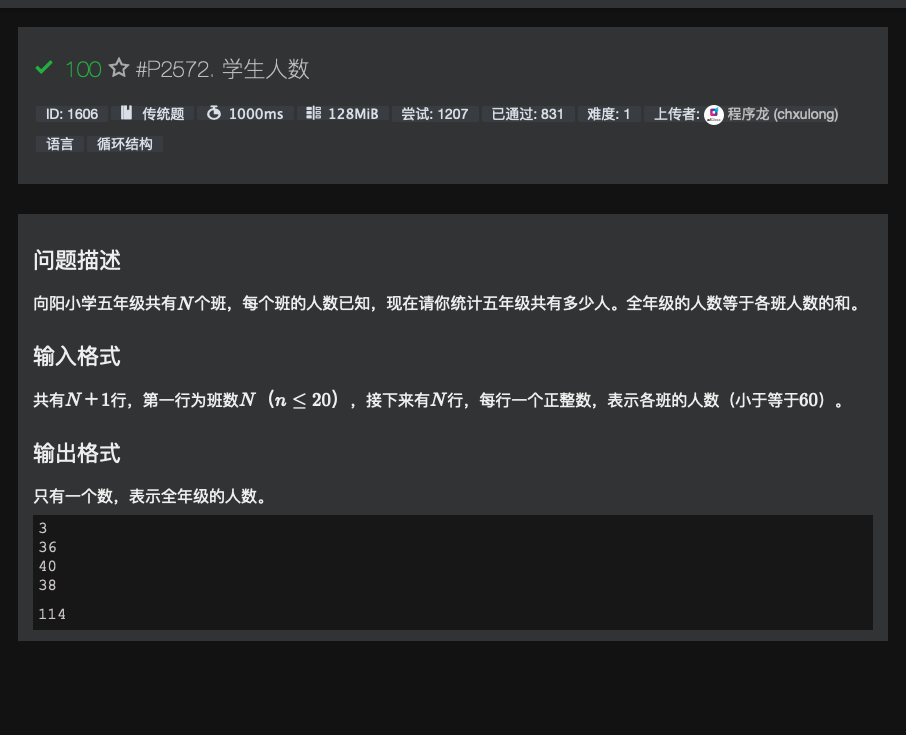 100 #P2572. 学生人数
ID: 1606 传统题 1000ms 128MiB 尝试: 1207 已通过: 831 难度: 1 上传者: 程序龙 (chxulong)
语言 循环结构
问题描述
向阳小学五年级共有N个班，每个班的人数已知，现在请你统计五年级共有多少人。全年级的人数等于各班人数的和。
输入格式
共有N+1行，第一行为班数N（n ≤ 20），接下来有N行，每行一个正整数，表示各班的人数（小于等于60）。
输出格式
只有一个数，表示全年级的人数。
3
36
40
38
114